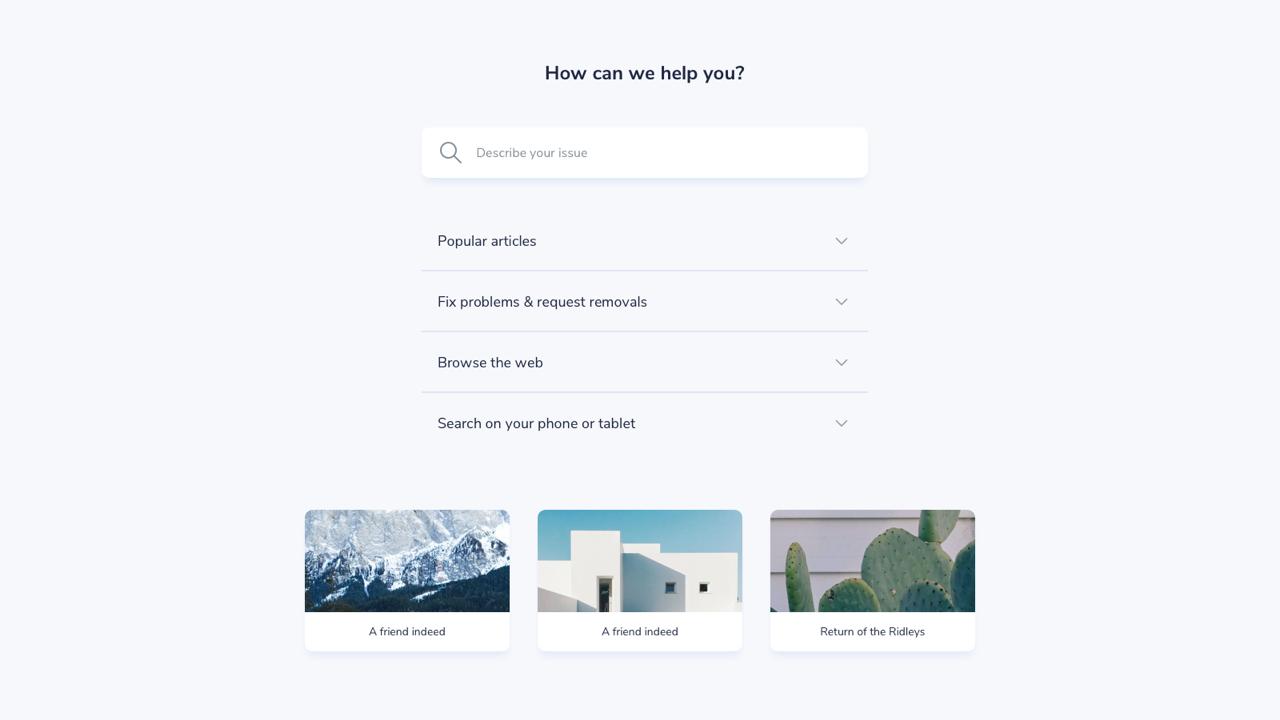 How can we help you?
Describe your issue
Popular articles
Fix problems & request removals
Browse the web
Search on your phone or tablet
A friend indeed
A friend indeed
Return of the Ridleys